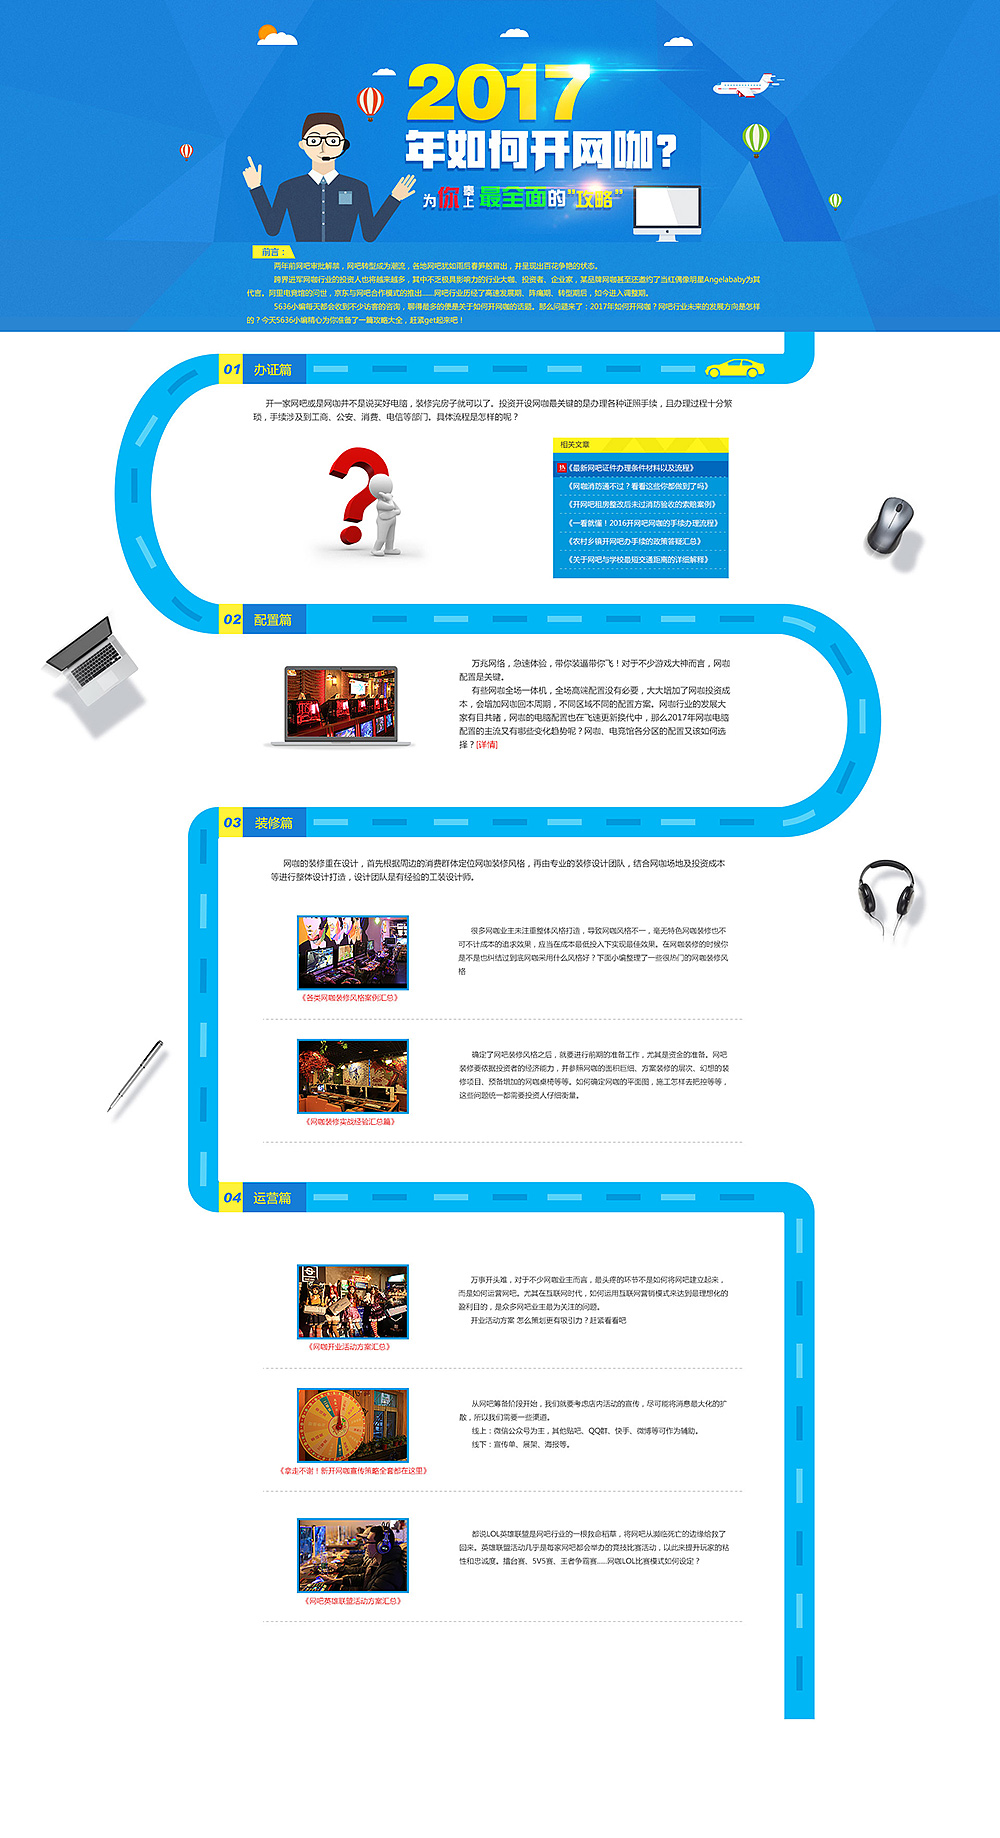 2017
年如何开网咖?
为你奉上最全面的"攻略"
前言：
两年前网吧审批解禁，网吧转型成为潮流，各地网吧犹如雨后春笋般冒出，并呈现出百花争艳的状态。
跨界进军网咖行业的投资人也将越来越多，其中不乏极具影响力的行业大咖、投资者、企业家，某品牌网咖甚至还邀约了当红偶像明星Angelababy为其
代言。阿里电竞馆的问世，京东与网吧合作模式的推出......网吧行业历经了高速发展期、阵痛期、转型期后，如今进入调整期。
5636小编每天都会收到不少访客的咨询，聊得最多的便是关于如何开网咖的话题。那么问题来了：2017年如何开网咖？网吧行业未来的发展方向是怎样
的？今天5636小编精心为你准备了一篇攻略大全，赶紧get起来吧！
01 办证篇
开一家网吧或是网咖并不是说买好电脑，装修完房子就可以了。投资开设网咖最关键的是办理各种证照手续，且办理过程十分繁
琐，手续涉及到工商、公安、消费、电信等部门。具体流程是怎样的呢？
相关文章
热《最新网吧证件办理条件材料以及流程》
《网咖消防通不过？看看这些你都做到了吗》
《开网吧租房整改后未过消防验收的索赔案例》
《一看就懂！2016开网吧网咖的手续办理流程》
《农村乡镇开网吧办手续的政策答疑汇总》
《关于网吧与学校最短交通距离的详细解释》
02 配置篇
万兆网络，急速体验，带你装逼带你飞！对于不少游戏大神而言，网咖
配置是关键。
有些网咖全场一体机，全场高端配置没有必要，大大增加了网咖投资成
本，会增加网咖回本周期，不同区域不同的配置方案。网咖行业的发展大
家有目共睹，网咖的电脑配置也在飞速更新换代中，那么2017年网咖电脑
配置的主流又有哪些变化趋势呢？网咖、电竞馆各分区的配置又该如何选
择？[详情]
03 装修篇
网咖的装修重在设计，首先根据周边的消费群体定位网咖装修风格，再由专业的装修设计团队，结合网咖场地及投资成本
等进行整体设计打造，设计团队是有经验的工装设计师。
很多网咖业主未注重整体风格打造，导致网咖风格不一，毫无特色网咖装修也不
可不计成本的追求效果，应当在成本最低投入下实现最佳效果。在网咖装修的时候你
是不是也纠结过到底网咖采用什么风格好？下面小编整理了一些很热门的网咖装修风
格
《各类网咖装修风格案例汇总》
确定了网吧装修风格之后，就要进行前期的准备工作，尤其是资金的准备。网吧
装修要依据投资者的经济能力，并参照网咖的面积巨细、方案装修的层次、幻想的装
修项目、预备增加的网咖桌椅等等。如何确定网咖的平面图，施工怎样去把控等等，
这些问题统一都需要投资人仔细衡量。
《网咖装修实战经验汇总篇》
04 运营篇
万事开头难，对于不少网咖业主而言，最头疼的环节不是如何将网吧建立起来，
而是如何运营网吧。尤其在互联网时代，如何运用互联网营销模式来达到最理想化的
盈利目的，是众多网吧业主最为关注的问题。
开业活动方案 怎么策划更有吸引力？赶紧看看吧
《网咖开业活动方案汇总》
从网吧筹备阶段开始，我们就要考虑店内活动的宣传，尽可能将消息最大化的扩
散，所以我们需要一些渠道。
线上：微信公众号为主，其他贴吧、QQ群、快手、微博等可作为辅助。
线下：宣传单、展架、海报等。
《拿走不谢！新开网咖宣传策略全套都在这里》
都说LOL英雄联盟是网吧行业的一根救命稻草，将网吧从濒临死亡的边缘给救了
回来。英雄联盟活动几乎是每家网吧都会举办的竞技比赛活动，以此来提升玩家的粘
性和忠诚度。擂台赛、5V5赛、王者争霸赛......网咖LOL比赛模式如何设定？
《网吧英雄联盟活动方案汇总》